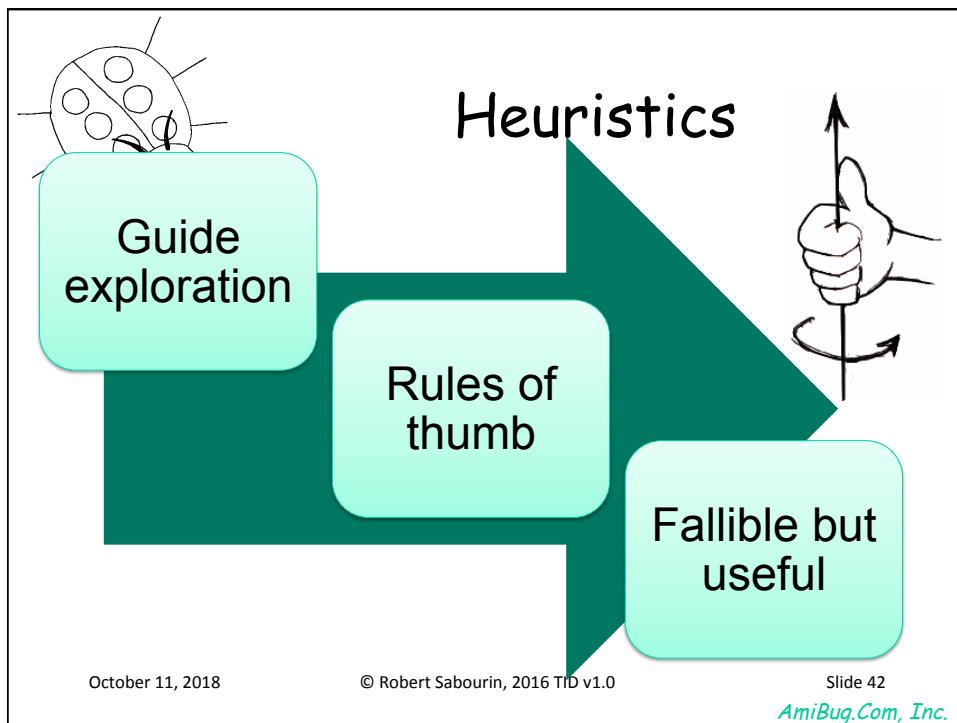 Heuristics
Guide
exploration
Rules of
thumb
Fallible but
useful
October 11, 2018
© Robert Sabourin, 2016 TID v1.0
Slide 42
AmiBug.Com, Inc.